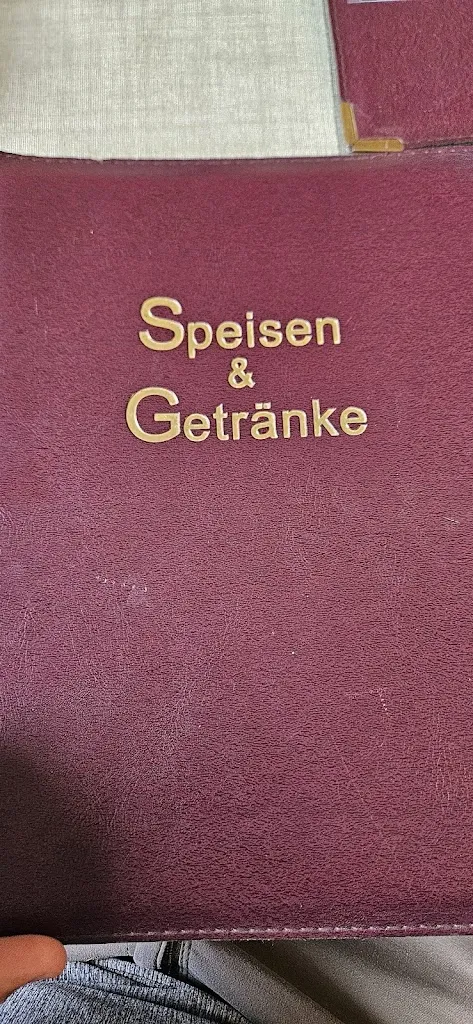 Speisen
&
Getränke